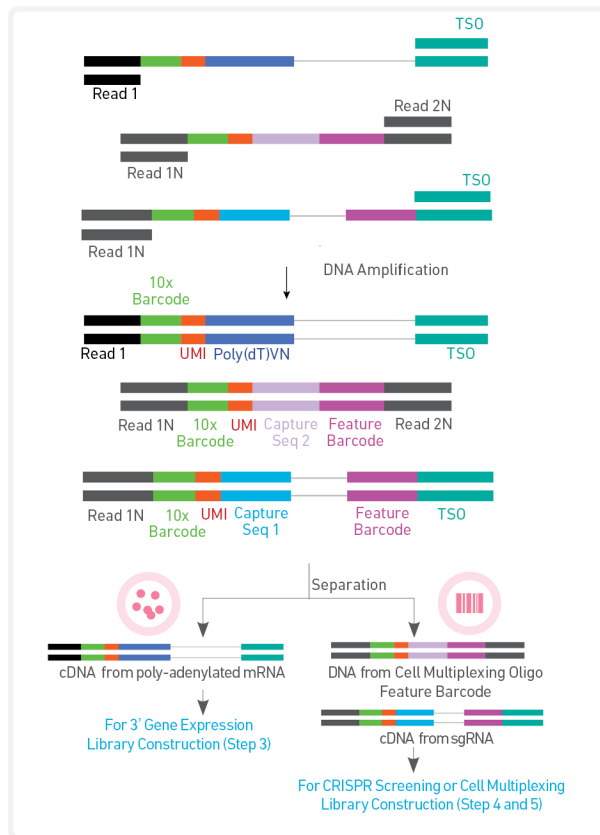 TSO
Read 1
Read 2N
Read 1N
TSO
Read 1N
DNA Amplification
10x
Barcode
Read 1 UMI Poly(dT)VN TSO
Read 1N 10x UMI Capture Feature Read 2N
Barcode Seq 2 Barcode
Read 1N 10x UMI Capture Feature TSO
Barcode Seq 1 Barcode
Separation
cDNA from poly-adenylated mRNA
DNA from Cell Multiplexing Oligo
Feature Barcode
For 3’ Gene Expression
Library Construction (Step 3)
cDNA from sgRNA
For CRISPR Screening or Cell Multiplexing
Library Construction (Step 4 and 5)